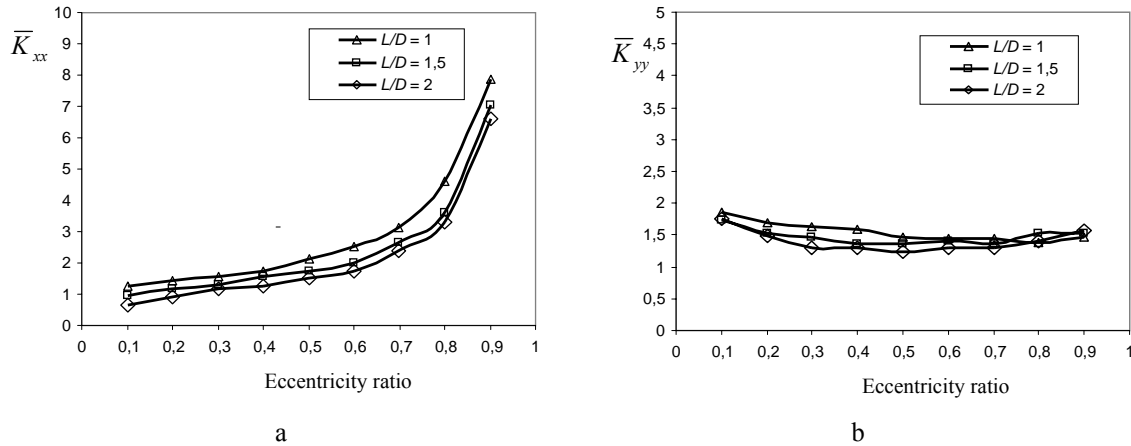 10
9
8
7
6
5
4
3
2
1
0
K̅xx
L/D = 1
L/D = 1,5
L/D = 2
0 0,1 0,2 0,3 0,4 0,5 0,6 0,7 0,8 0,9 1
Eccentricity ratio
a
5
4,5
4
3,5
3
2,5
2
1,5
1
0,5
0
K̅yy
L/D = 1
L/D = 1,5
L/D = 2
0 0,1 0,2 0,3 0,4 0,5 0,6 0,7 0,8 0,9 1
Eccentricity ratio
b